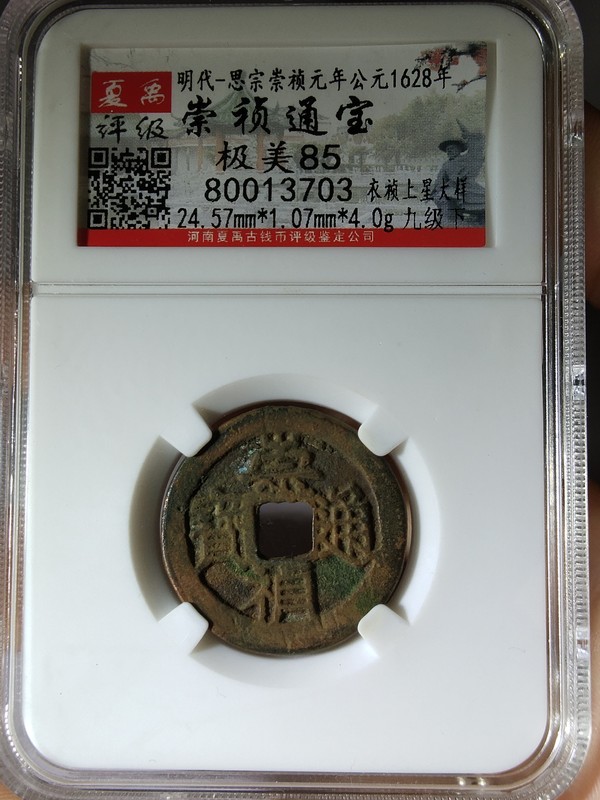 夏禹
评级
明代-思宗崇祯元年公元1628年
崇祯通宝
极美85
80013703 衣祯上星大样
24.57mm*1.07mm*4.0g 九级下
河南夏禹古钱币评级鉴定公司
崇禎通寳